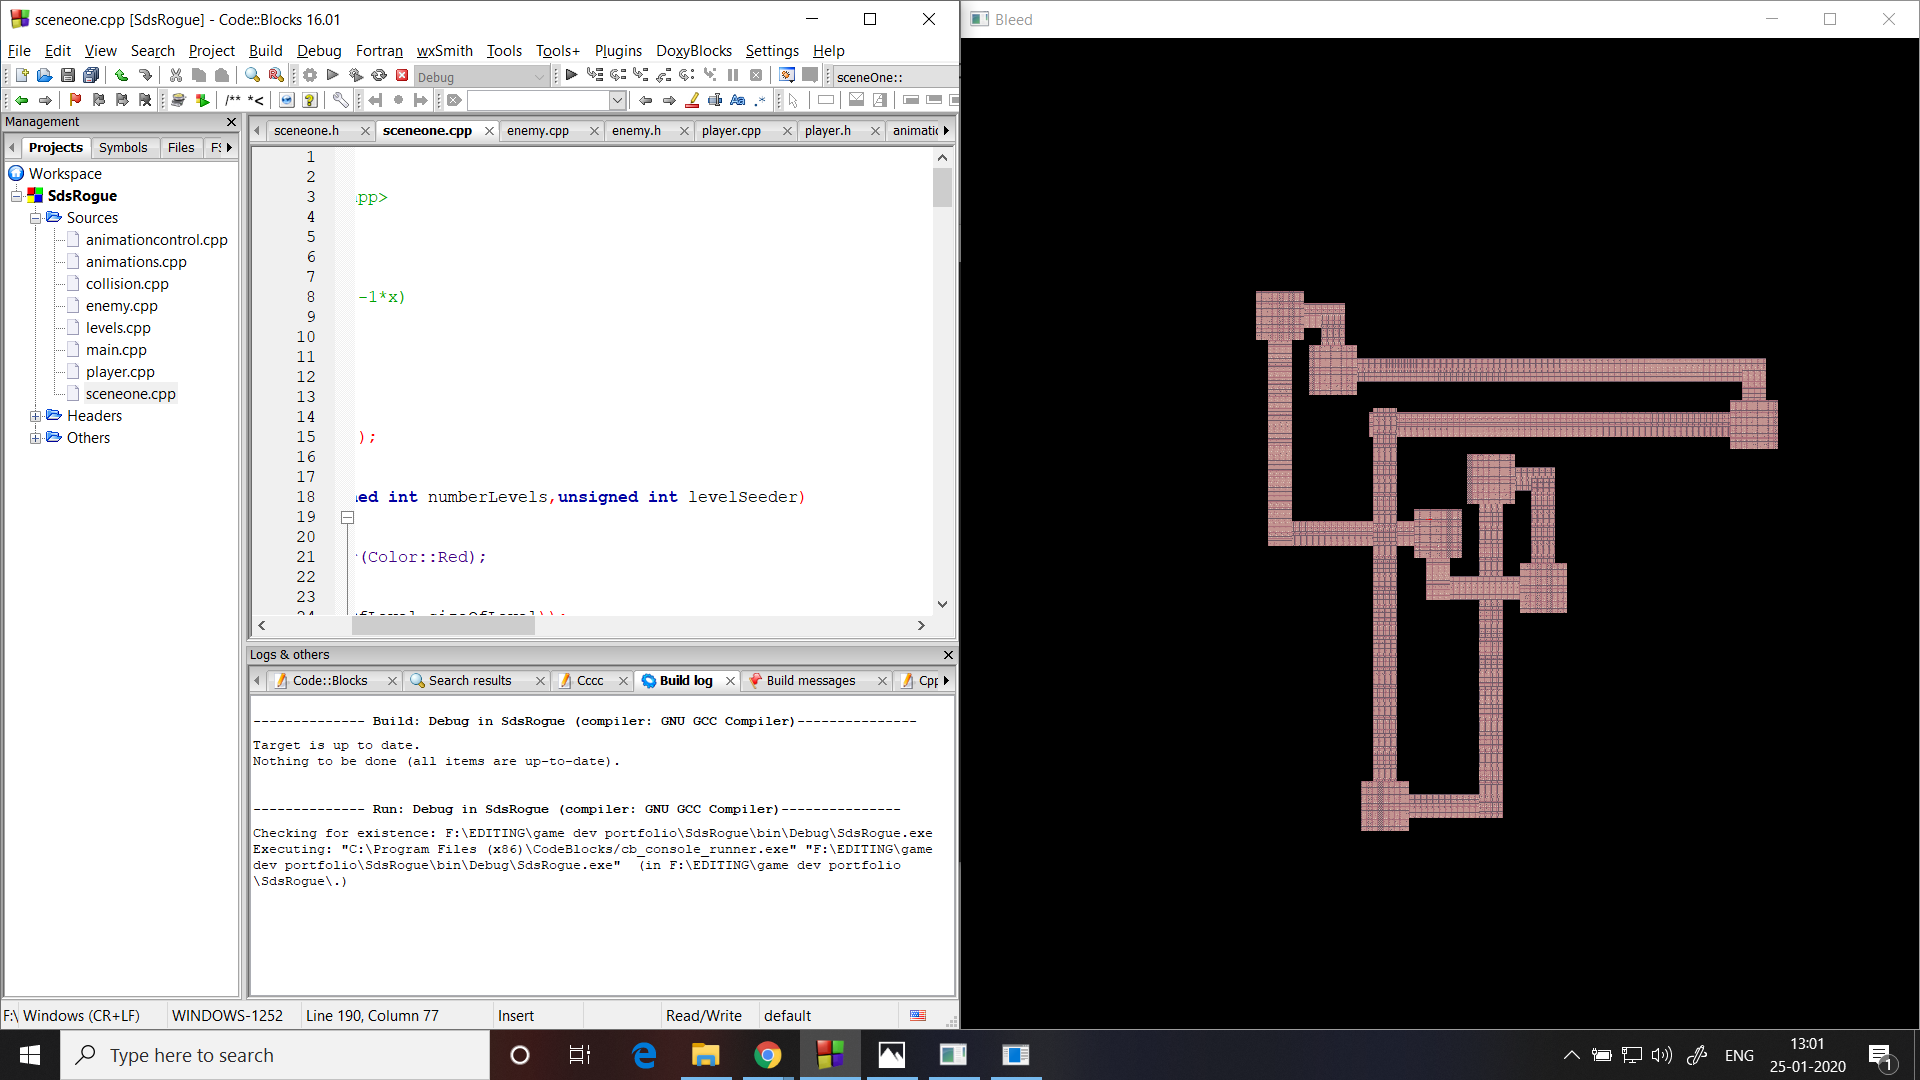 sceneone.cpp [SdsRogue] - Code::Blocks 16.01
File Edit View Search Project Build Debug Fortran wxSmith Tools Tools+ Plugins DoxyBlocks Settings Help
Debug
sceneOne::
/** *<
Aa .*
Management
Projects Symbols Files FS
Workspace
SdsRogue
Sources
animationcontrol.cpp
animations.cpp
collision.cpp
enemy.cpp
levels.cpp
main.cpp
player.cpp
sceneone.cpp
Headers
Others
sceneone.h sceneone.cpp enemy.cpp enemy.h player.cpp player.h animatic
1
2
3 pp>
4
5
6
7
8 -1*x)
9
10
11
12
13
14
15 );
16
17
18 ned int numberLevels,unsigned int levelSeeder)
19
20
21 (Color::Red);
22
23
24 fLevel,sizeOfLevel));
Logs & others
Code::Blocks Search results Cccc Build log Build messages Cpp
-------------- Build: Debug in SdsRogue (compiler: GNU GCC Compiler)---------------
Target is up to date.
Nothing to be done (all items are up-to-date).
-------------- Run: Debug in SdsRogue (compiler: GNU GCC Compiler)---------------
Checking for existence: F:\EDITING\game dev portfolio\SdsRogue\bin\Debug\SdsRogue.exe
Executing: "C:\Program Files (x86)\CodeBlocks/cb_console_runner.exe" "F:\EDITING\game
dev portfolio\SdsRogue\bin\Debug\SdsRogue.exe"  (in F:\EDITING\game dev portfolio
\SdsRogue\.)
F:\ Windows (CR+LF) WINDOWS-1252 Line 190, Column 77 Insert Read/Write default
Bleed
Type here to search
ENG
13:01
25-01-2020
1